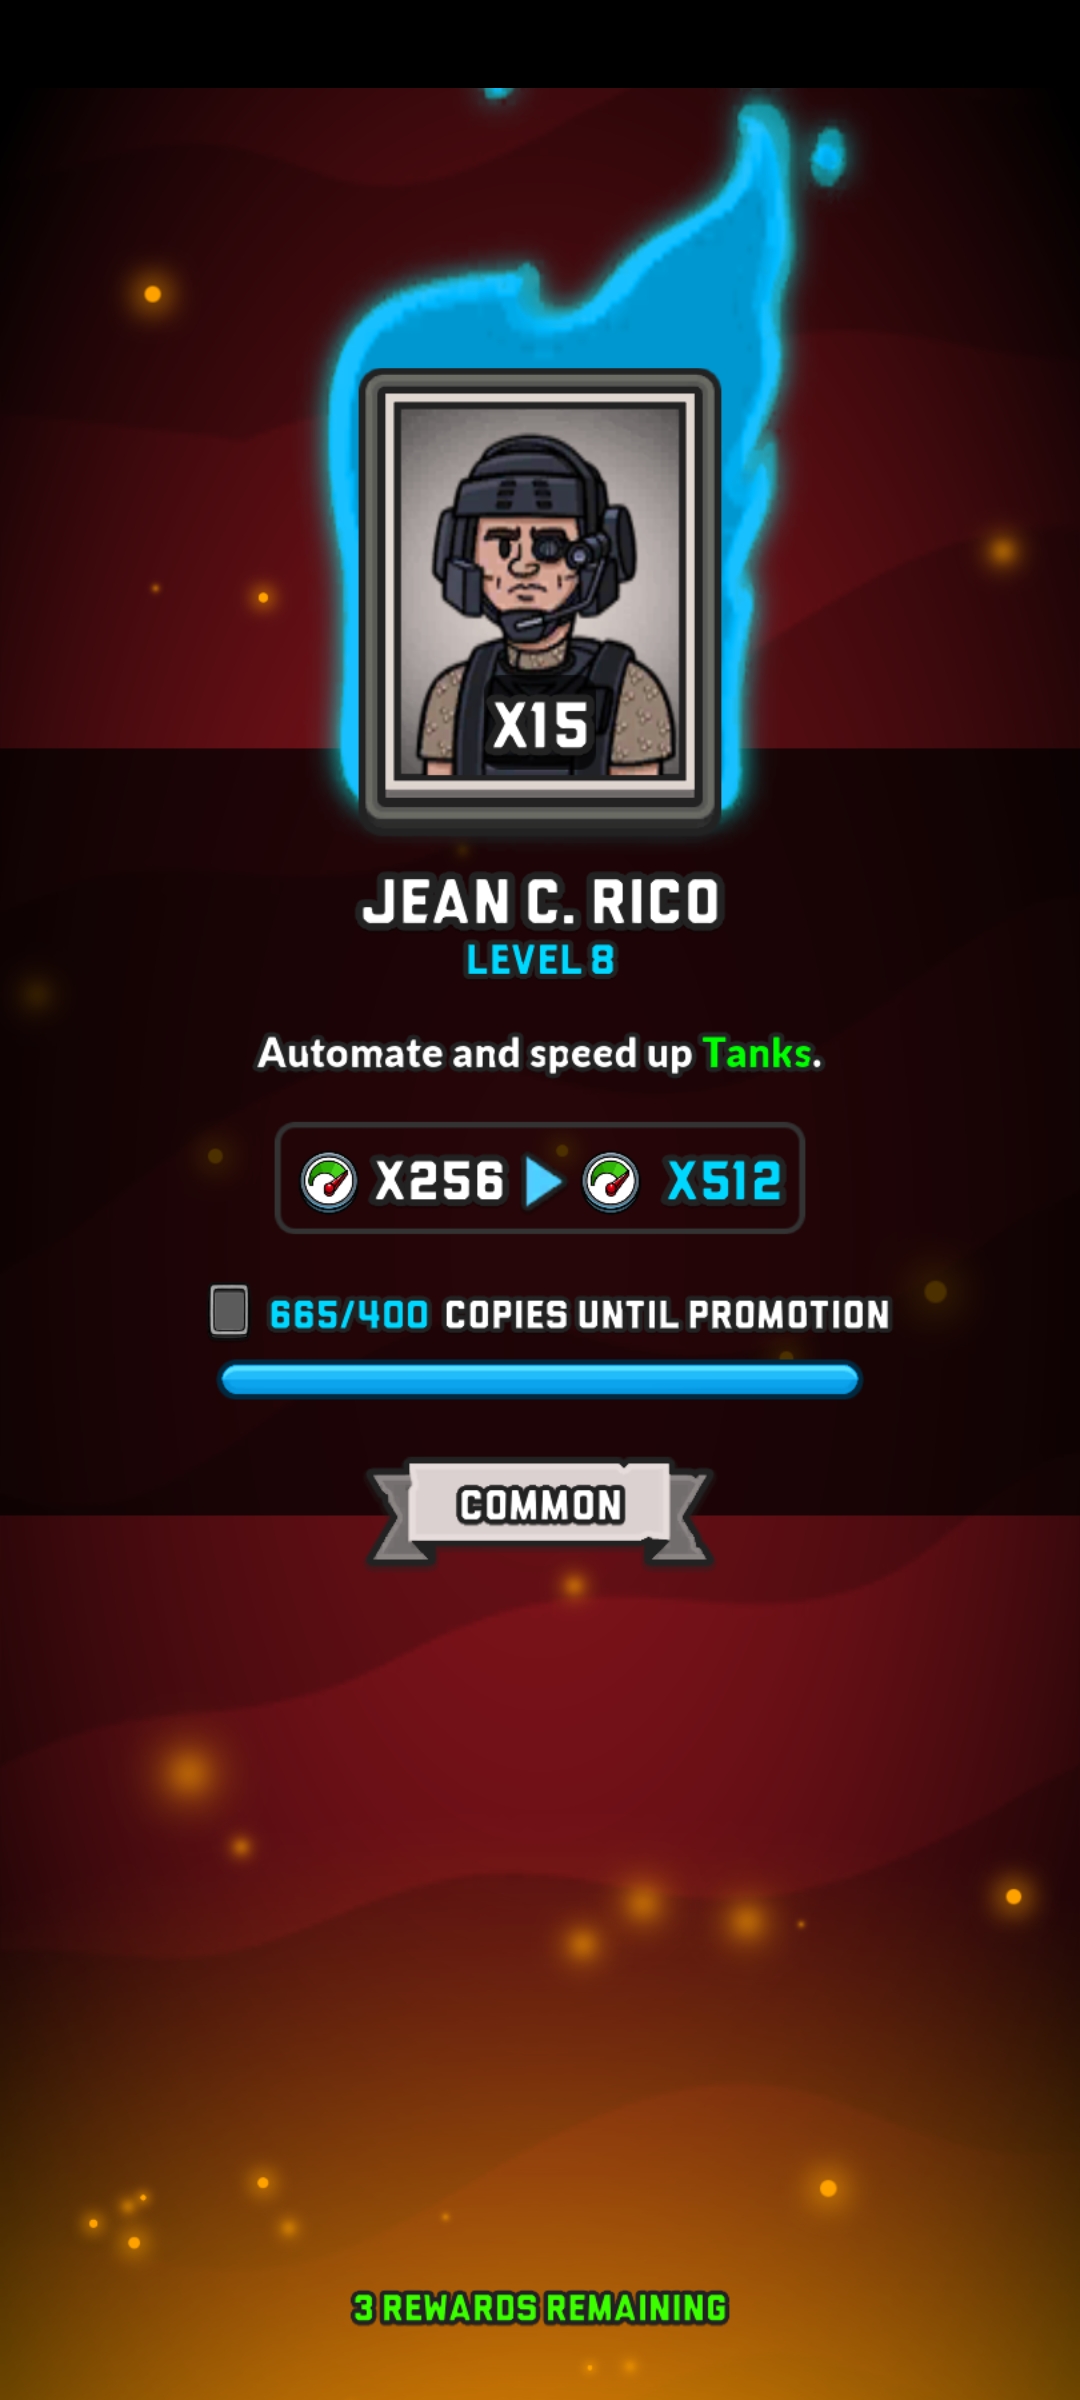 X15
JEAN C. RICO
LEVEL 8
Automate and speed up Tanks.
X256 X512
665/400 COPIES UNTIL PROMOTION
COMMON
3 REWARDS REMAINING